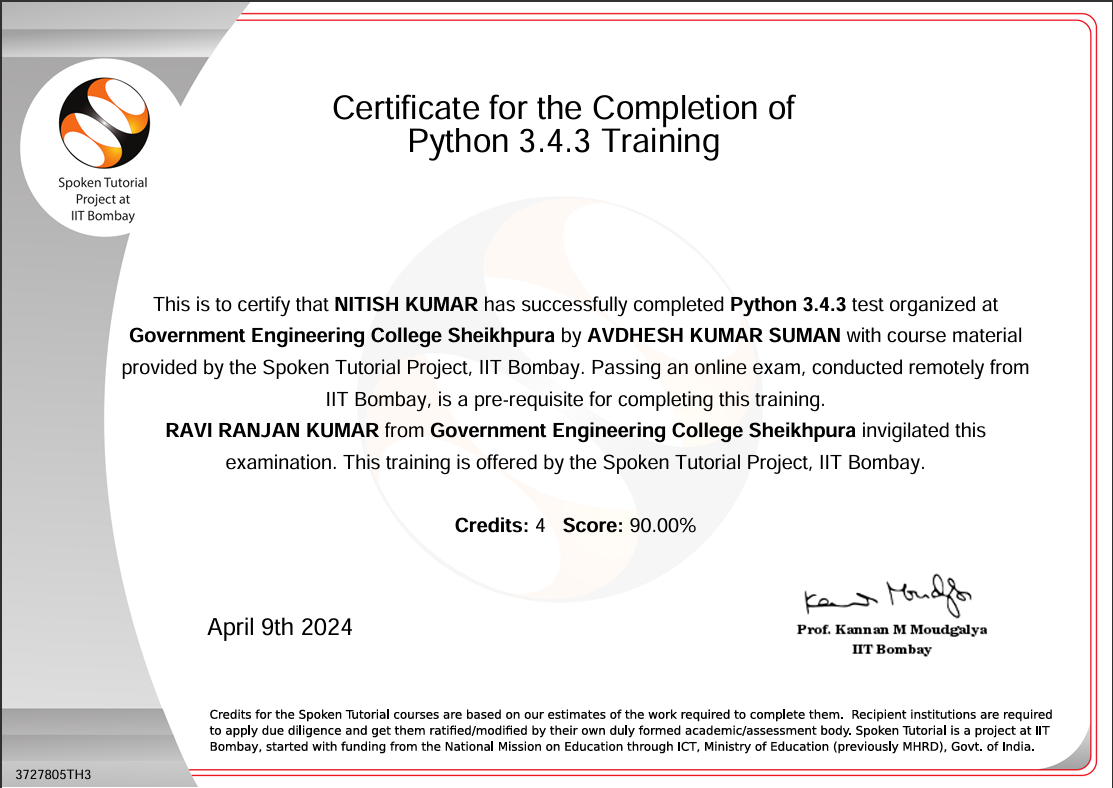 Spoken Tutorial
Project at
IIT Bombay
Certificate for the Completion of
Python 3.4.3 Training
This is to certify that NITISH KUMAR has successfully completed Python 3.4.3 test organized at
Government Engineering College Sheikhpura by AVDHESH KUMAR SUMAN with course material
provided by the Spoken Tutorial Project, IIT Bombay. Passing an online exam, conducted remotely from
IIT Bombay, is a pre-requisite for completing this training.
RAVI RANJAN KUMAR from Government Engineering College Sheikhpura invigilated this
examination. This training is offered by the Spoken Tutorial Project, IIT Bombay.
Credits: 4 Score: 90.00%
April 9th 2024
Kannan Moudgalya
Prof. Kannan M Moudgalya
IIT Bombay
Credits for the Spoken Tutorial courses are based on our estimates of the work required to complete them. Recipient institutions are required
to apply due diligence and get them ratified/modified by their own duly formed academic/assessment body. Spoken Tutorial is a project at IIT
Bombay, started with funding from the National Mission on Education through ICT, Ministry of Education (previously MHRD), Govt. of India.
3727805TH3